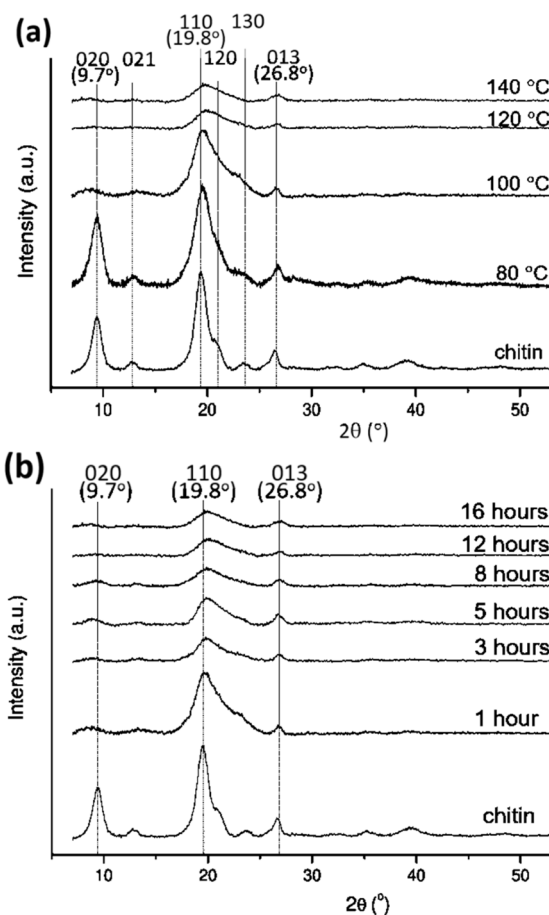 (a)
110
130
020
021
(19.8°)
120
013
(9.7°)
(26.8°)
140 °C
120 °C
100 °C
80 °C
chitin
Intensity (a.u.)
10 20 30 40 50
2θ (°)
(b)
020 110 013
(9.7°) (19.8°) (26.8°)
16 hours
12 hours
8 hours
5 hours
3 hours
1 hour
chitin
Intensity (a.u.)
10 20 30 40 50
2θ (°)